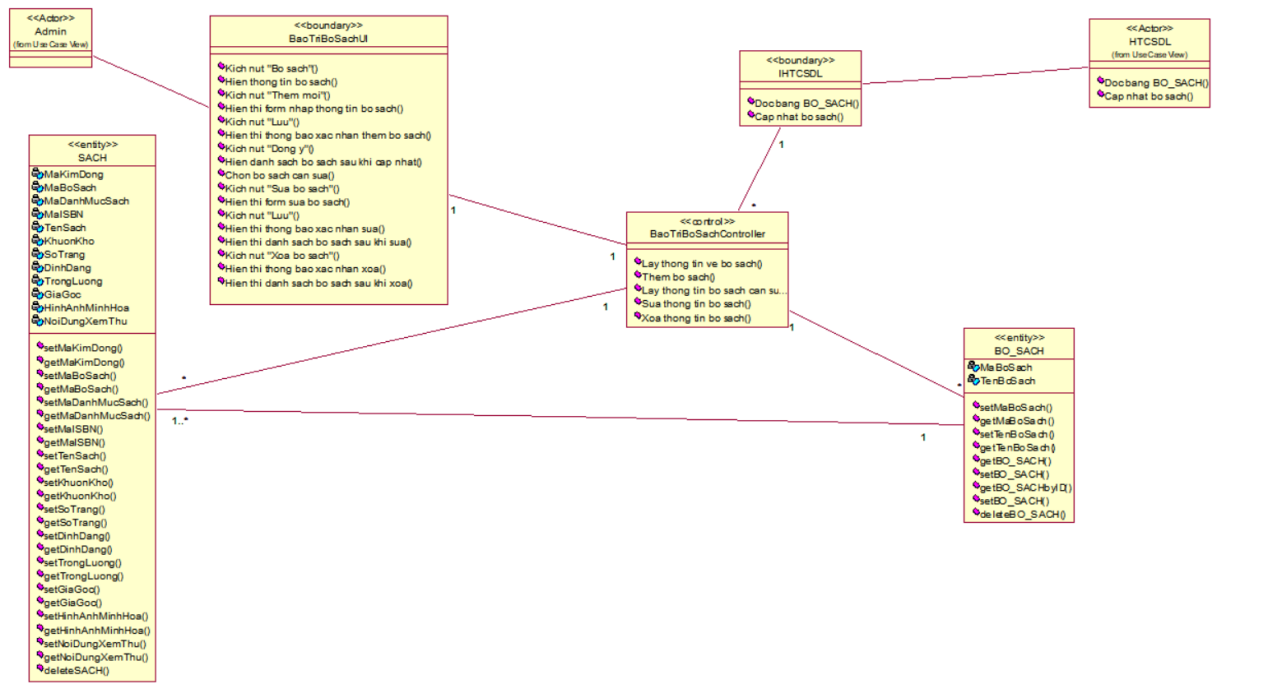 <<Actor>>
Admin
(from Use Case View)
<<boundary>>
BaoTriBoSachUI
Kich nut "Bo sach"()
Hien thong tin bo sach()
Kich nut "Them moi"()
Hien thi form nhap thong tin bo sach()
Kich nut "Luu"()
Hien thi thong bao xac nhan them bo sach()
Kich nut "Dong y"()
Hien danh sach bo sach sau khi cap nhat()
Chon bo sach can sua()
Kich nut "Sua bo sach"()
Hien thi form sua bo sach()
Kich nut "Luu"()
Hien thi thong bao xac nhan sua()
Hien thi danh sach bo sach sau khi sua()
Kich nut "Xoa bo sach"()
Hien thi thong bao xac nhan xoa()
Hien thi danh sach bo sach sau khi xoa()
<<boundary>>
IHTCSDL
Doc bang BO_SACH()
Cap nhat bo sach()
<<Actor>>
HTCSDL
(from Use Case View)
Doc bang BO_SACH()
Cap nhat bo sach()
<<entity>>
SACH
MaKimDong
MaBoSach
MaDanhMucSach
MaISBN
TenSach
KhuonKho
SoTrang
DinhDang
TrongLuong
GiaGoc
HinhAnhMinhHoa
NoiDungXemThu
setMaKimDong()
getMaKimDong()
setMaBoSach()
getMaBoSach()
setMaDanhMucSach()
getMaDanhMucSach()
setMaISBN()
getMaISBN()
setTenSach()
getTenSach()
setKhuonKho()
getKhuonKho()
setSoTrang()
getSoTrang()
setDinhDang()
getDinhDang()
setTrongLuong()
getTrongLuong()
setGiaGoc()
getGiaGoc()
setHinhAnhMinhHoa()
getHinhAnhMinhHoa()
setNoiDungXemThu()
getNoiDungXemThu()
deleteSACH()
<<control>>
BaoTriBoSachController
Lay thong tin ve bo sach()
Them bo sach()
Lay thong tin bo sach can su...
Sua thong tin bo sach()
Xoa thong tin bo sach()
<<entity>>
BO_SACH
MaBoSach
TenBoSach
setMaBoSach()
getMaBoSach()
setTenBoSach()
getTenBoSach()
getBO_SACH()
setBO_SACH()
getBO_SACHbyID()
setBO_SACH()
deleteBO_SACH()
1
1
1
*
1
*
1
*
1..*
1